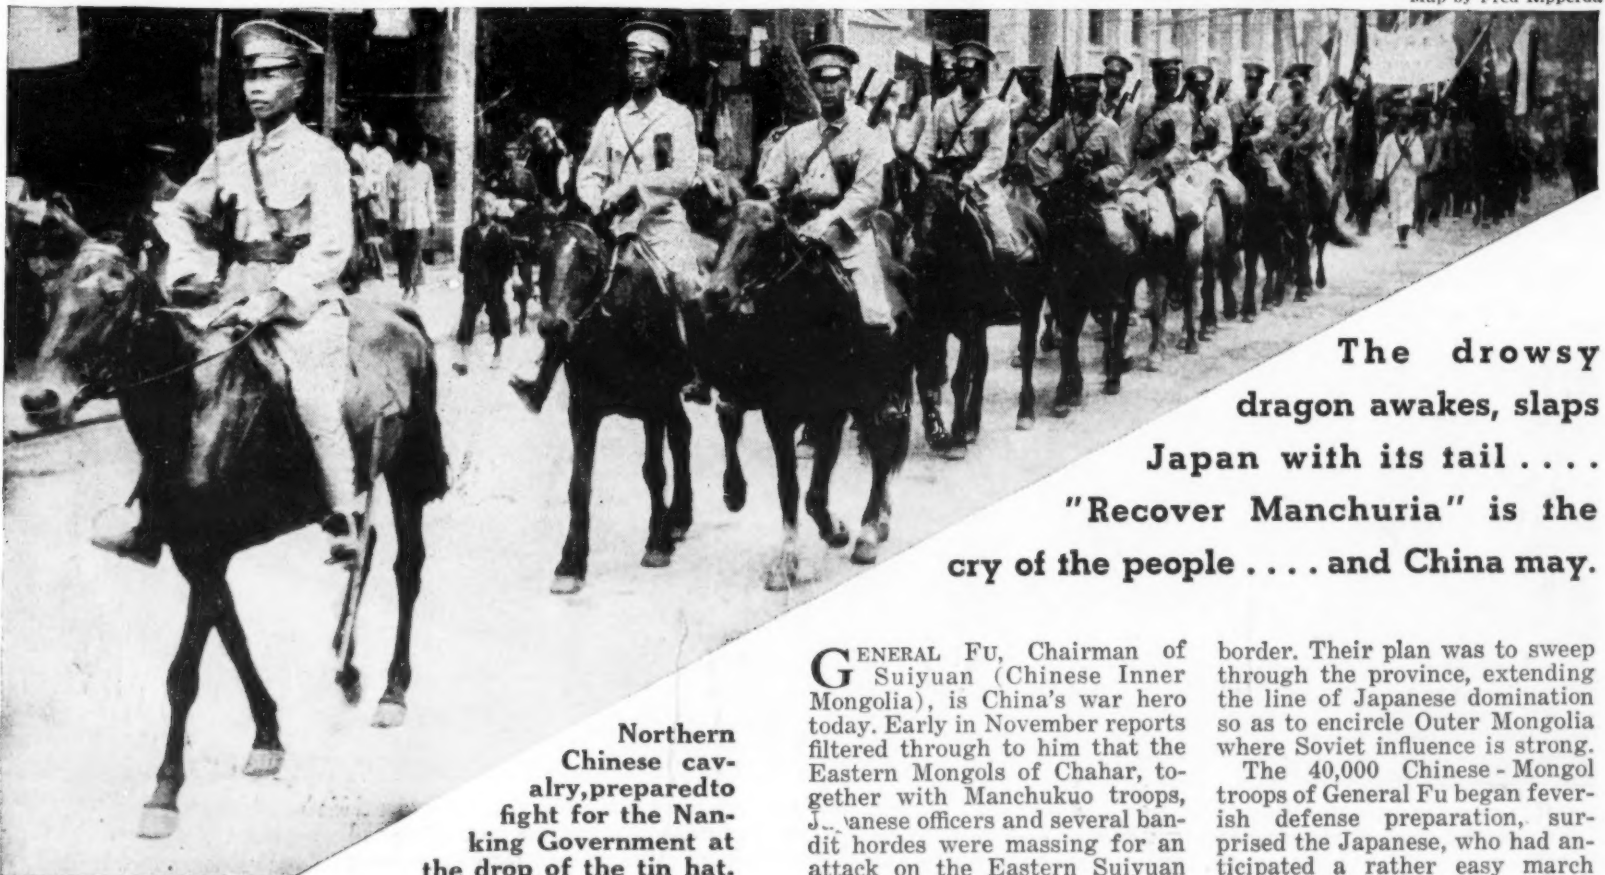 Map by Fred Ripperda
The drowsy
dragon awakes, slaps
Japan with its tail . . . .
"Recover Manchuria" is the
cry of the people . . . . and China may.
Northern
Chinese cav-
alry,preparedto
fight for the Nan-
king Government at
the drop of the tin hat.
GENERAL FU, Chairman of
Suiyuan (Chinese Inner
Mongolia), is China's war hero
today. Early in November reports
filtered through to him that the
Eastern Mongols of Chahar, to-
gether with Manchukuo troops,
officers and several ban-
dit hordes were massing for an
attack on the Eastern Suiyuan
border. Their plan was to sweep
through the province, extending
the line of Japanese domination
so as to encircle Outer Mongolia
where Soviet influence is strong.
The 40,000 Chinese - Mongol
troops of General Fu began fever-
ish defense preparation, sur-
prised the Japanese, who had an-
ticipated a rather easy march